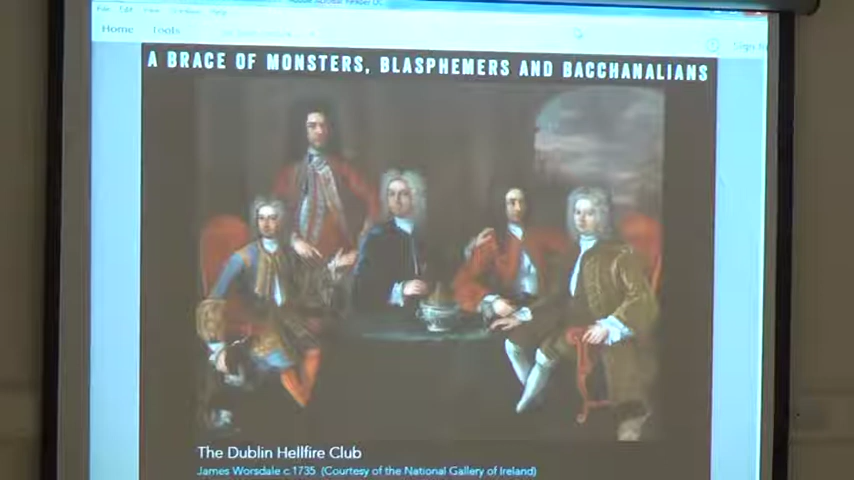 Home Tools
A BRACE OF MONSTERS, BLASPHEMERS AND BACCHANALIANS
The Dublin Hellfire Club
James Worsdale c.1735 (Courtesy of the National Gallery of Ireland)